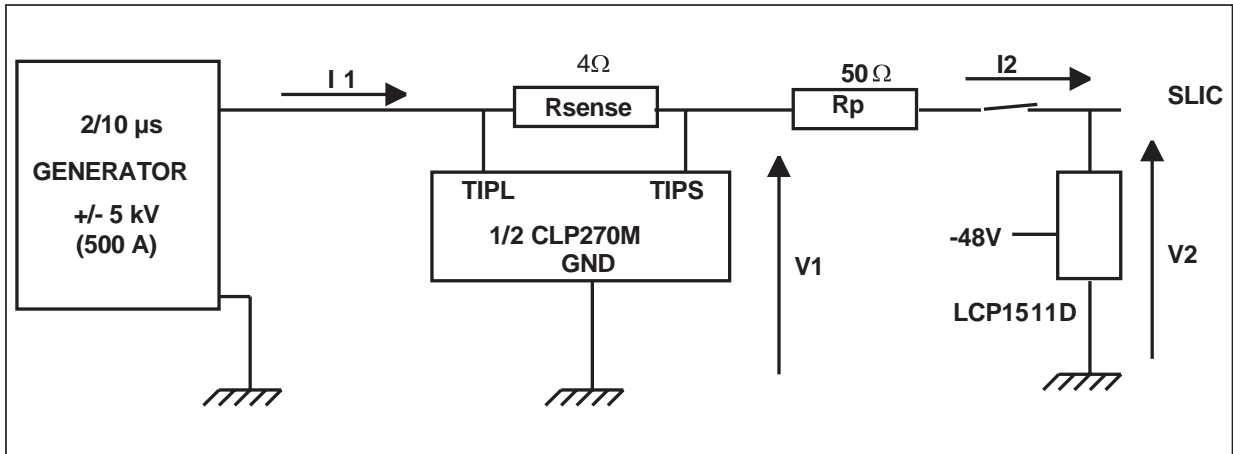 2/10 µs
GENERATOR
+/- 5 kV
(500 A)
I 1
4Ω
Rsense
TIPL TIPS
1/2 CLP270M
GND
V1
50 Ω
Rp
I2
SLIC
-48V
V2
LCP1511D